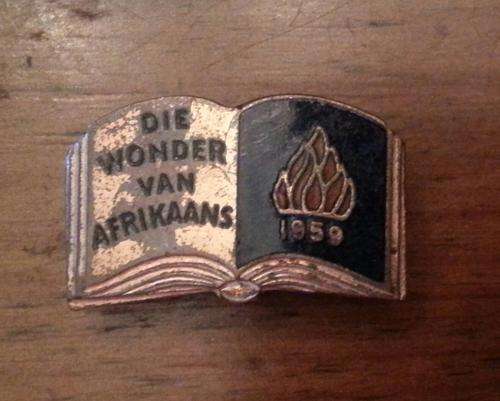 DIE
WONDER
VAN
AFRIKAANS
1959